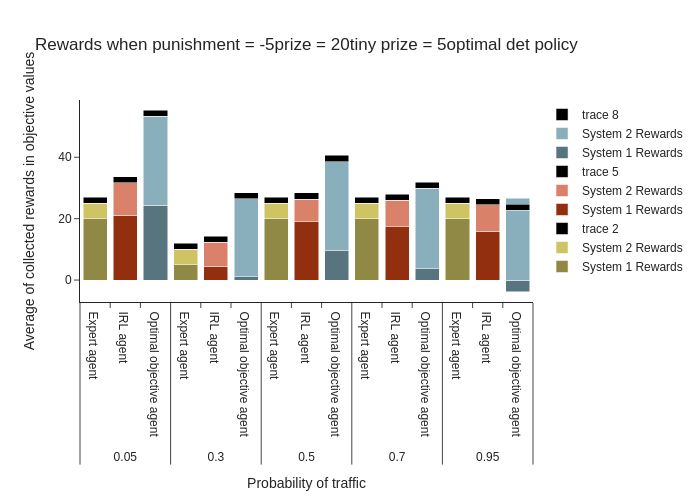 Rewards when punishment = -5prize = 20tiny prize = 5optimal det policy
Average of collected rewards in objective values
40
20
0
trace 8
System 2 Rewards
System 1 Rewards
trace 5
System 2 Rewards
System 1 Rewards
trace 2
System 2 Rewards
System 1 Rewards
Expert agent
IRL agent
Optimal objective agent
Expert agent
IRL agent
Optimal objective agent
Expert agent
IRL agent
Optimal objective agent
Expert agent
IRL agent
Optimal objective agent
Expert agent
IRL agent
Optimal objective agent
0.05
0.3
0.5
0.7
0.95
Probability of traffic